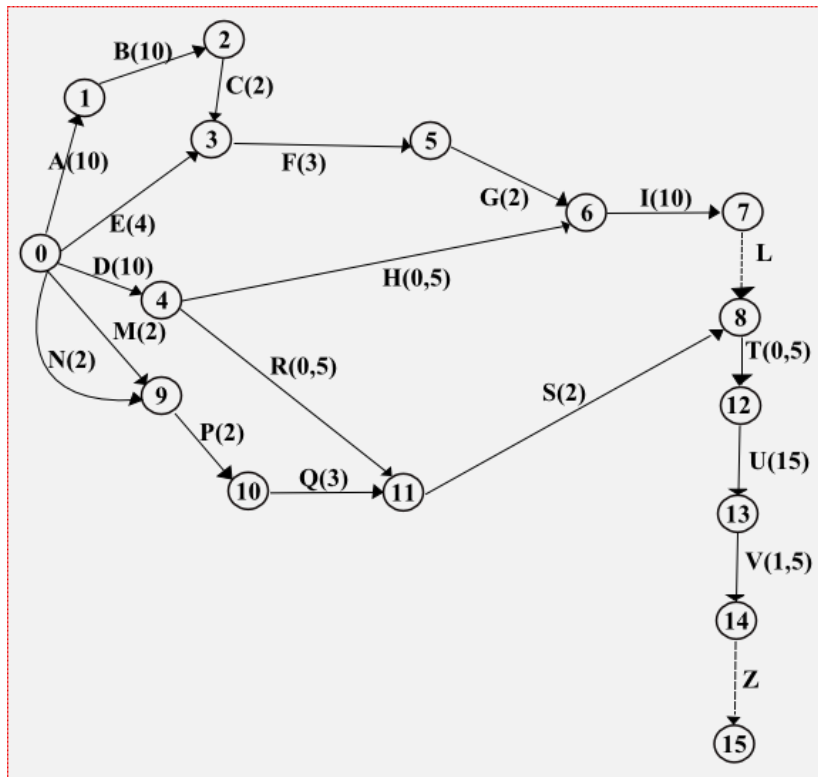 2
B(10)
C(2)
1
3
5
A(10)
F(3)
G(2)
6
I(10)
7
E(4)
0
D(10)
L
H(0,5)
4
8
M(2)
T(0,5)
N(2)
R(0,5)
S(2)
9
12
P(2)
U(15)
Q(3)
10
11
13
V(1,5)
14
Z
15